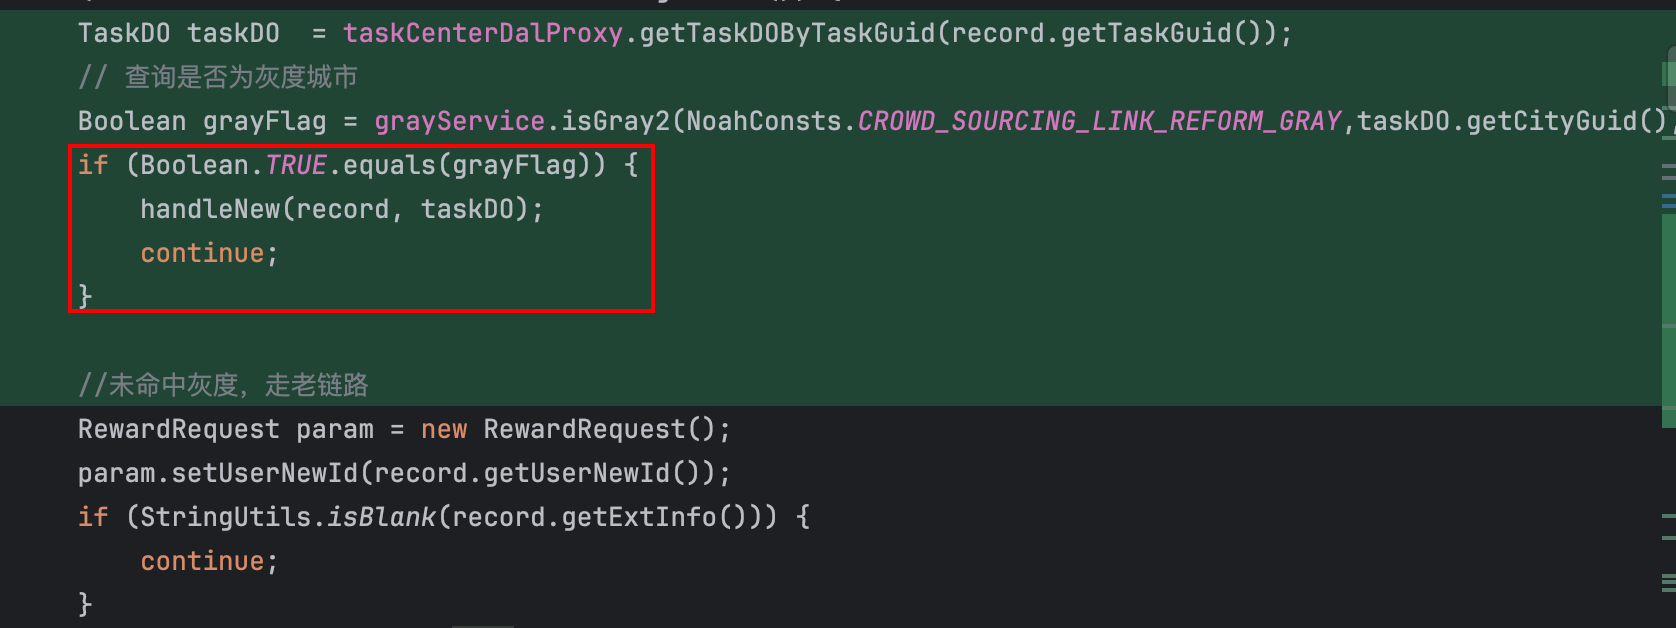 TaskDO taskDO  = taskCenterDalProxy.getTaskDOByTaskGuid(record.getTaskGuid());
// 查询是否为灰度城市
Boolean grayFlag = grayService.isGray2(NoahConsts.CROWD_SOURCING_LINK_REFORM_GRAY,taskDO.getCityGuid()
if (Boolean.TRUE.equals(grayFlag)) {
    handleNew(record, taskDO);
    continue;
}
//未命中灰度，走老链路
RewardRequest param = new RewardRequest();
param.setUserNewId(record.getUserNewId());
if (StringUtils.isBlank(record.getExtInfo())) {
    continue;
}